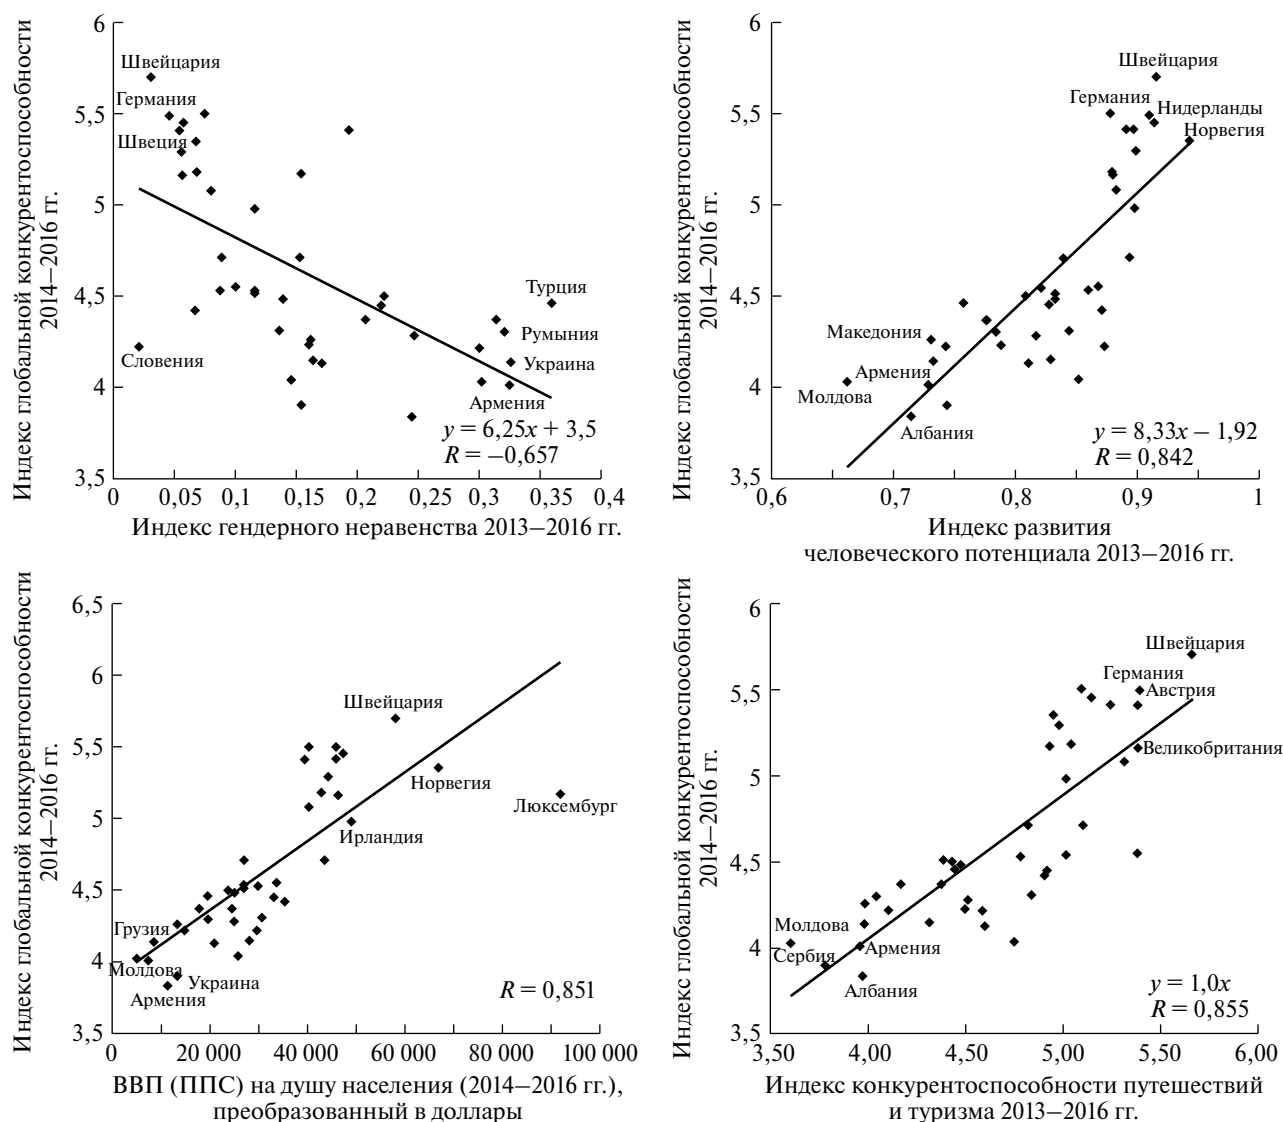 Индекс глобальной конкурентоспособности
2014–2016 гг.
6
5,5
5
4,5
4
3,5
Швейцария
Германия
Швеция
Словения
Турция
Румыния
Украина
Армения
y = 6,25x + 3,5
R = –0,657
0 0,05 0,1 0,15 0,2 0,25 0,3 0,35 0,4
Индекс гендерного неравенства 2013–2016 гг.
Индекс глобальной конкурентоспособности
2014–2016 гг.
6
5,5
5
4,5
4
3,5
Швейцария
Германия
Нидерланды
Норвегия
Македония
Армения
Молдова
Албания
y = 8,33x – 1,92
R = 0,842
0,6 0,7 0,8 0,9 1
Индекс развития
человеческого потенциала 2013–2016 гг.
Индекс глобальной конкурентоспособности
2014–2016 гг.
6,5
6
5,5
5
4,5
4
3,5
Швейцария
Норвегия
Люксембург
Ирландия
Грузия
Молдова
Украина
Армения
R = 0,851
0 20 000 40 000 60 000 80 000 100 000
ВВП (ППС) на душу населения (2014–2016 гг.),
преобразованный в доллары
Индекс глобальной конкурентоспособности
2014–2016 гг.
6
5,5
5
4,5
4
3,5
Швейцария
Германия
Австрия
Великобритания
Молдова
Сербия
Армения
Албания
y = 1,0x
R = 0,855
3,50 4,00 4,50 5,00 5,50 6,00
Индекс конкурентоспособности путешествий
и туризма 2013–2016 гг.